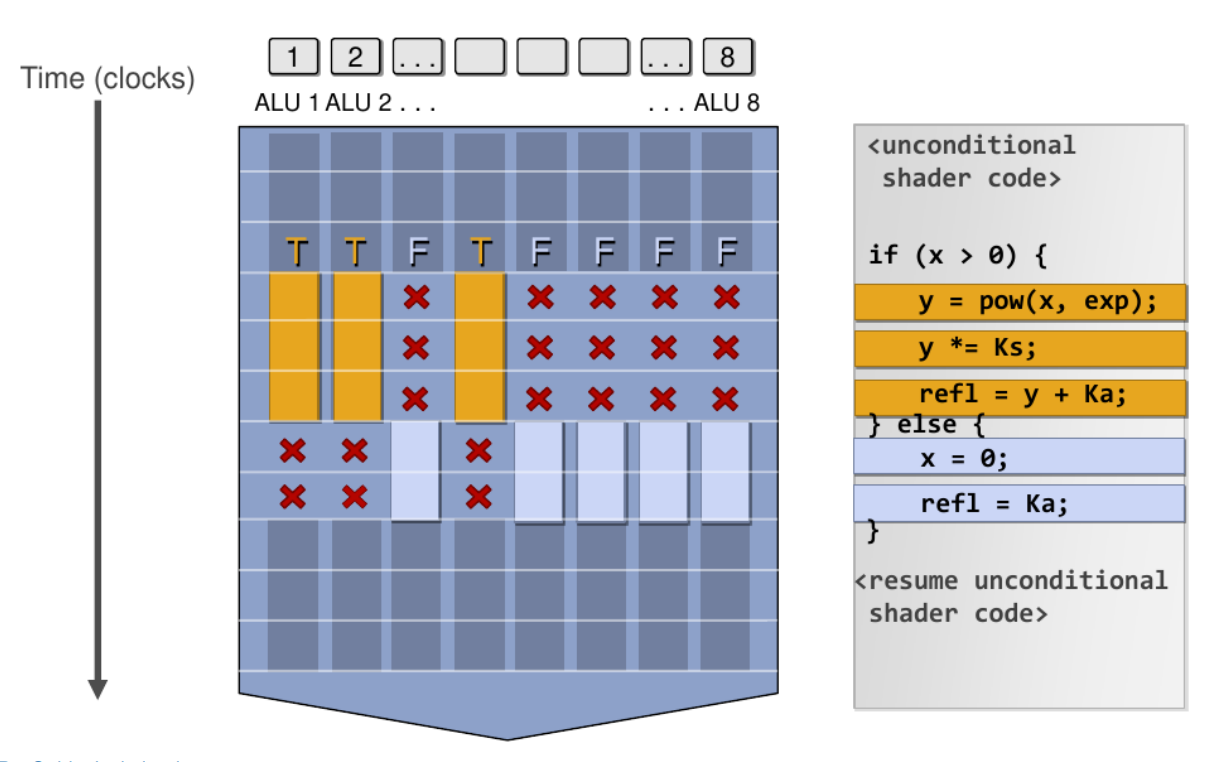 1 2 ... ... 8
Time (clocks)
ALU 1 ALU 2 . . . . . . ALU 8
T T F T F F F F
<unconditional
shader code>
if (x > 0) {
y = pow(x, exp);
y *= Ks;
refl = y + Ka;
} else {
x = 0;
refl = Ka;
}
<resume unconditional
shader code>